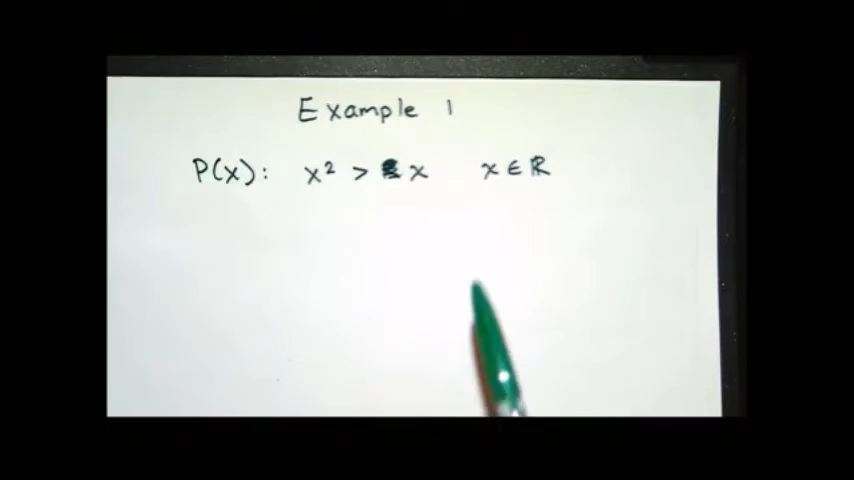 Example 1
P(x): x² > x x ∈ ℝ